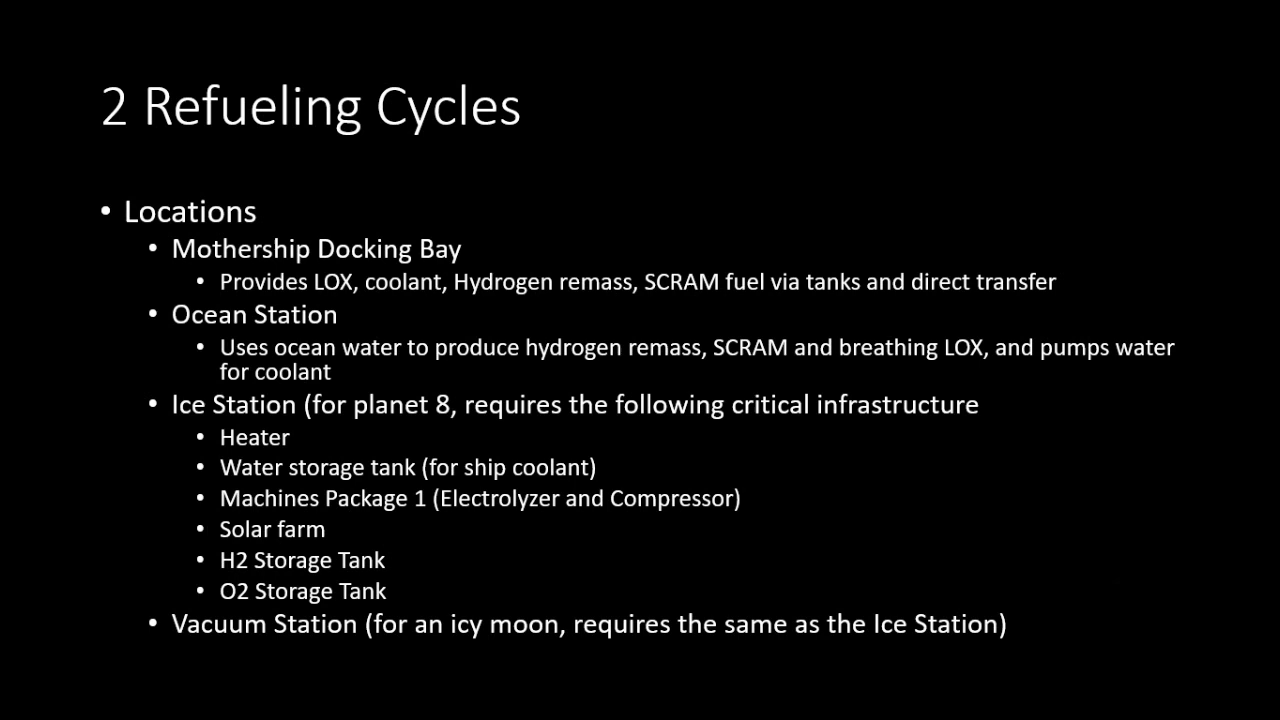 2 Refueling Cycles
• Locations
• Mothership Docking Bay
• Provides LOX, coolant, Hydrogen remass, SCRAM fuel via tanks and direct transfer
• Ocean Station
• Uses ocean water to produce hydrogen remass, SCRAM and breathing LOX, and pumps water
for coolant
• Ice Station (for planet 8, requires the following critical infrastructure
• Heater
• Water storage tank (for ship coolant)
• Machines Package 1 (Electrolyzer and Compressor)
• Solar farm
• H2 Storage Tank
• O2 Storage Tank
• Vacuum Station (for an icy moon, requires the same as the Ice Station)